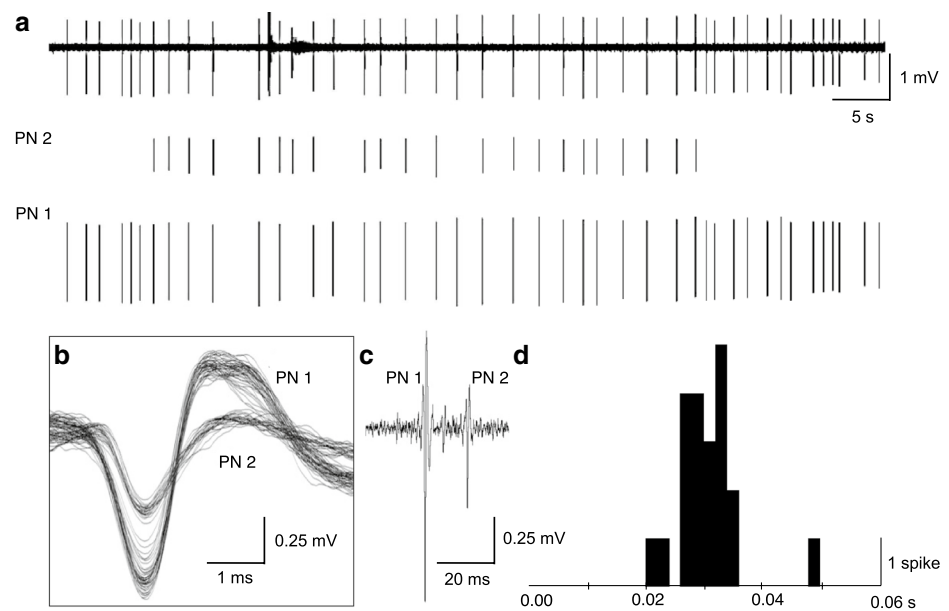 a
1 mV
5 s
PN 2
PN 1
b
PN 1
PN 2
0.25 mV
1 ms
c
PN 1
PN 2
0.25 mV
20 ms
d
1 spike
0.00
0.02
0.04
0.06 s